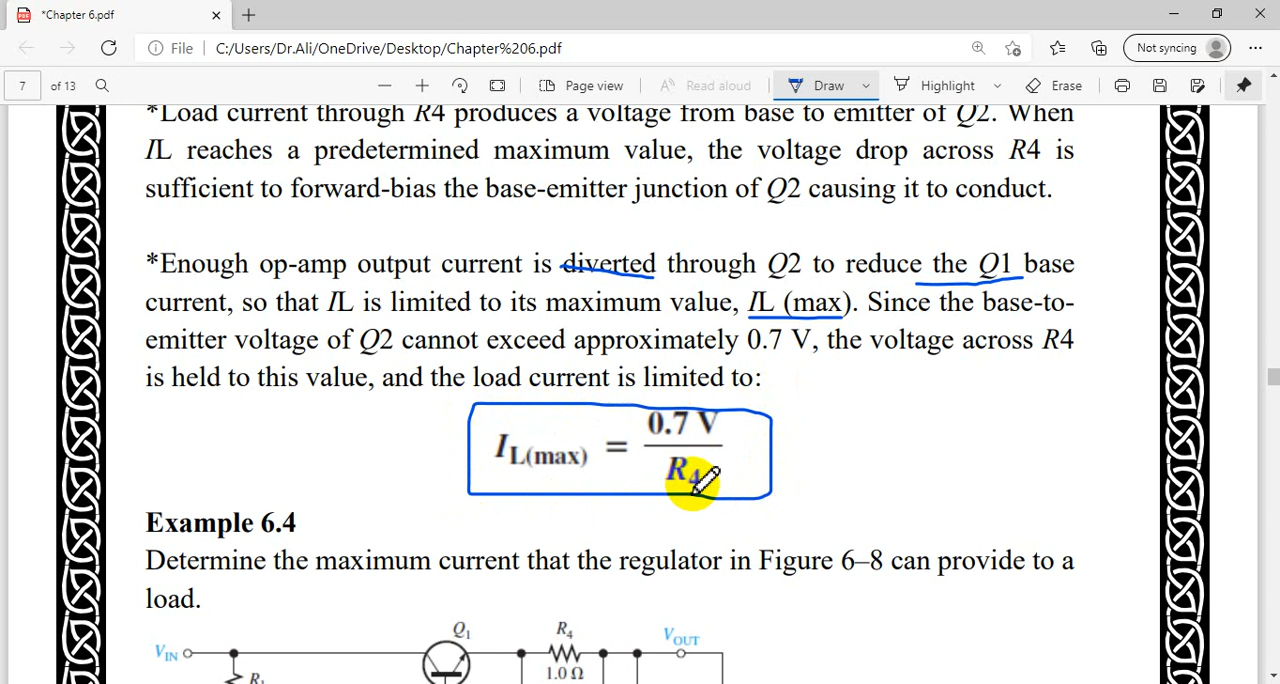 *Chapter 6.pdf
File | C:/Users/Dr.Ali/OneDrive/Desktop/Chapter%206.pdf
Not syncing
7 of 13
Page view
Read aloud
Draw
Highlight
Erase
*Load current through R4 produces a voltage from base to emitter of Q2. When
IL reaches a predetermined maximum value, the voltage drop across R4 is
sufficient to forward-bias the base-emitter junction of Q2 causing it to conduct.
*Enough op-amp output current is diverted through Q2 to reduce the Q1 base
current, so that IL is limited to its maximum value, IL (max). Since the base-to-
emitter voltage of Q2 cannot exceed approximately 0.7 V, the voltage across R4
is held to this value, and the load current is limited to:
I_L(max) = 0.7 V / R_4
Example 6.4
Determine the maximum current that the regulator in Figure 6–8 can provide to a
load.
Q₁
R₄
V_OUT
V_IN
1.0 Ω
R₁